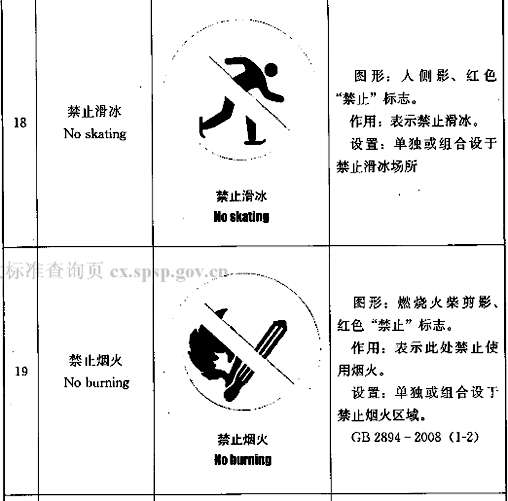 18
禁止滑冰
No skating
禁止滑冰
No skating
图形：人侧影、红色
“禁止”标志。
作用：表示禁止滑冰。
设置：单独或组合设于
禁止滑冰场所
标准查询页 cx.spsp.gov.cn
19
禁止烟火
No burning
禁止烟火
No burning
图形：燃烧火柴剪影、
红色“禁止”标志。
作用：表示此处禁止使
用烟火。
设置：单独或组合设于
禁止烟火区域。
GB 2894－2008（1-2）